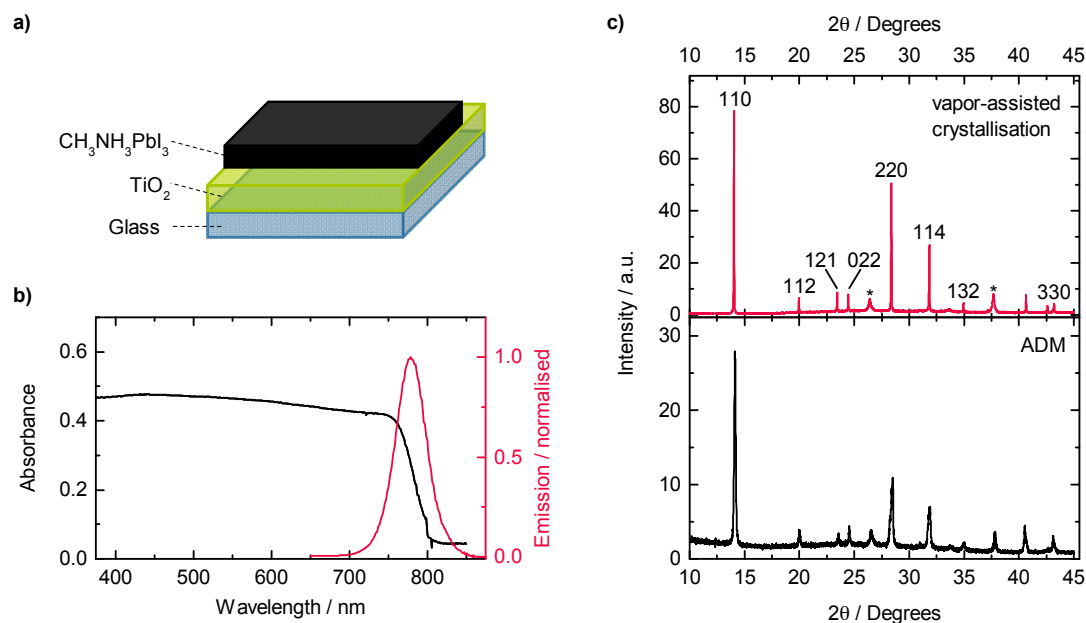 a)
CH₃NH₃PbI₃
TiO₂
Glass
b)
0.6
0.4
0.2
0.0
Absorbance
400 500 600 700 800
Wavelength / nm
1.0
0.5
0.0
Emission / normalised
c)
2θ / Degrees
10 15 20 25 30 35 40 45
80
60
40
20
0
110
vapor-assisted
crystallisation
220
114
121 022
112 * 132 * 330
Intensity / a.u.
30
20
10
0
ADM
10 15 20 25 30 35 40 45
2θ / Degrees